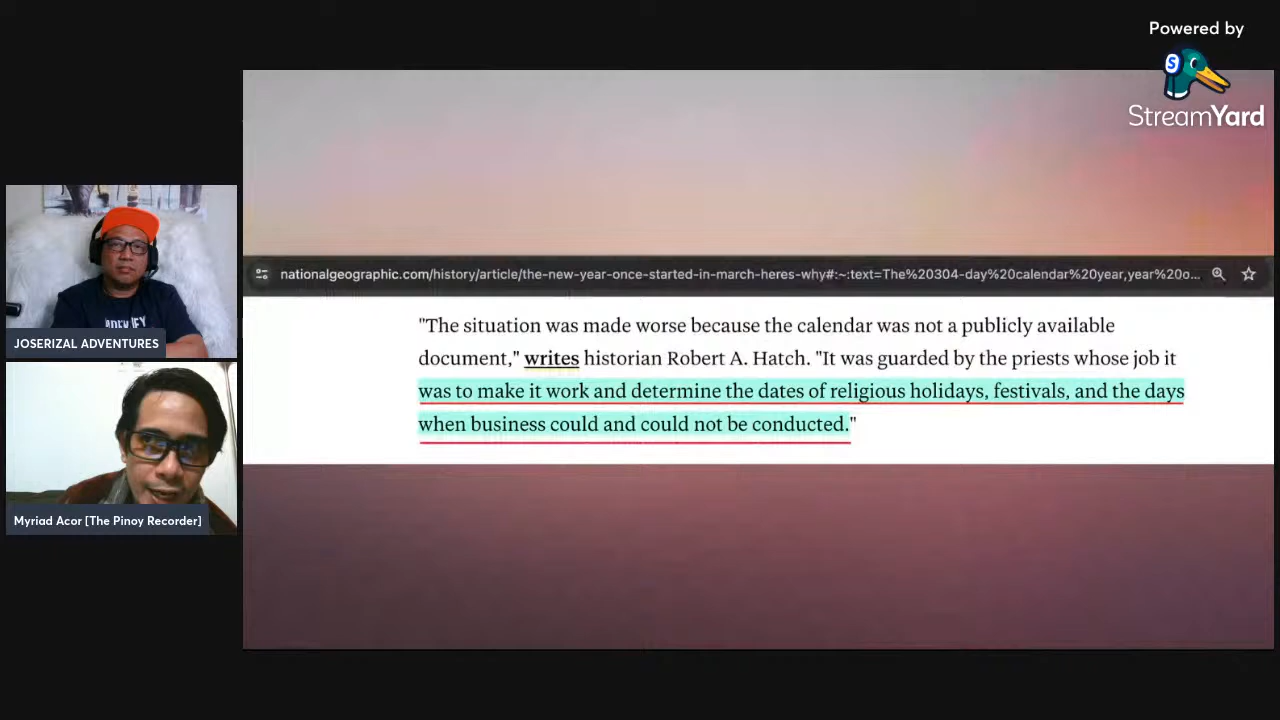 Powered by
S
StreamYard
nationalgeographic.com/history/article/the-new-year-once-started-in-march-heres-why#:~:text=The%20304-day%20calendar%20year,year%20o...
"The situation was made worse because the calendar was not a publicly available
document," writes historian Robert A. Hatch. "It was guarded by the priests whose job it
was to make it work and determine the dates of religious holidays, festivals, and the days
when business could and could not be conducted."
JOSERIZAL ADVENTURES
Myriad Acor [The Pinoy Recorder]